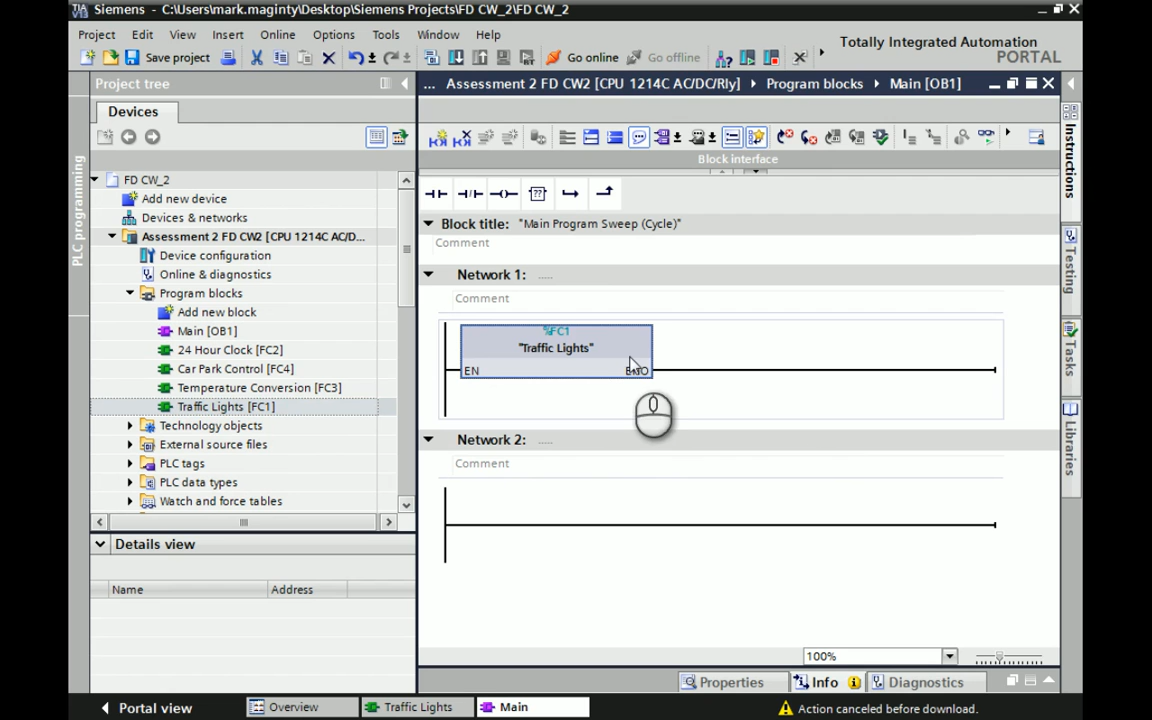 Siemens - C:\Users\mark.maginty\Desktop\Siemens Projects\FD CW_2\FD CW_2
Project Edit View Insert Online Options Tools Window Help
Totally Integrated Automation
PORTAL
Save project
Go online
Go offline
Project tree
Assessment 2 FD CW2 [CPU 1214C AC/DC/Rly] Program blocks Main [OB1]
Devices
Block interface
PLC programming
FD CW_2
Add new device
Devices & networks
Assessment 2 FD CW2 [CPU 1214C AC/D...
Device configuration
Online & diagnostics
Program blocks
Add new block
Main [OB1]
24 Hour Clock [FC2]
Car Park Control [FC4]
Temperature Conversion [FC3]
Traffic Lights [FC1]
Technology objects
External source files
PLC tags
PLC data types
Watch and force tables
Details view
Name Address
Block title: "Main Program Sweep (Cycle)"
Comment
Network 1: .....
Comment
%FC1
"Traffic Lights"
EN
Network 2: .....
Comment
100%
Instructions
Testing
Tasks
Libraries
Properties Info Diagnostics
Portal view Overview Traffic Lights Main Action canceled before download.